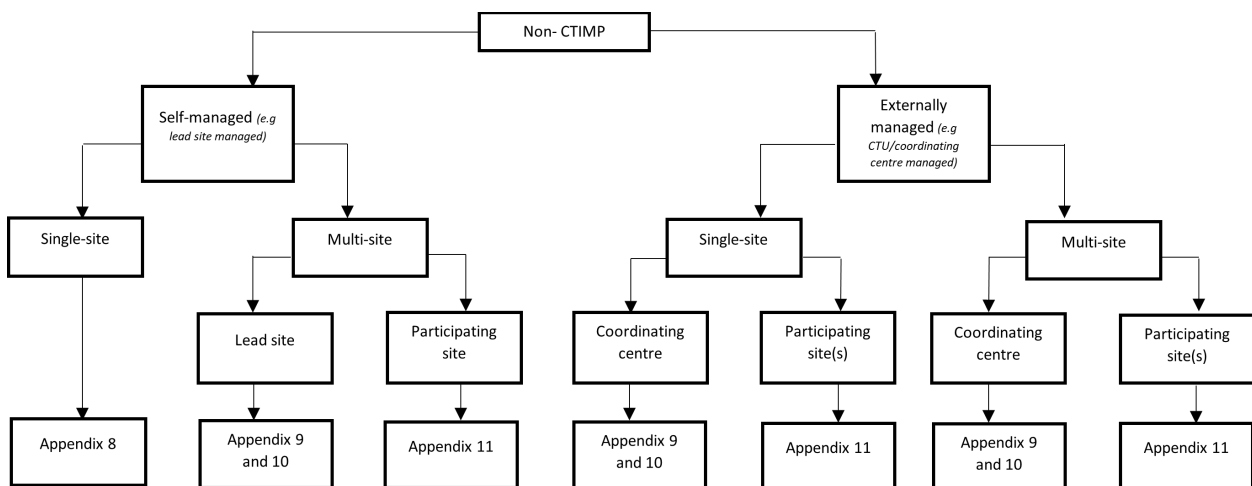 Non- CTIMP
Self-managed (e.g
lead site managed)
Externally
managed (e.g
CTU/coordinating
centre managed)
Single-site
Multi-site
Single-site
Multi-site
Lead site
Participating
site
Coordinating
centre
Participating
site(s)
Coordinating
centre
Participating
site(s)
Appendix 8
Appendix 9
and 10
Appendix 11
Appendix 9
and 10
Appendix 11
Appendix 9
and 10
Appendix 11